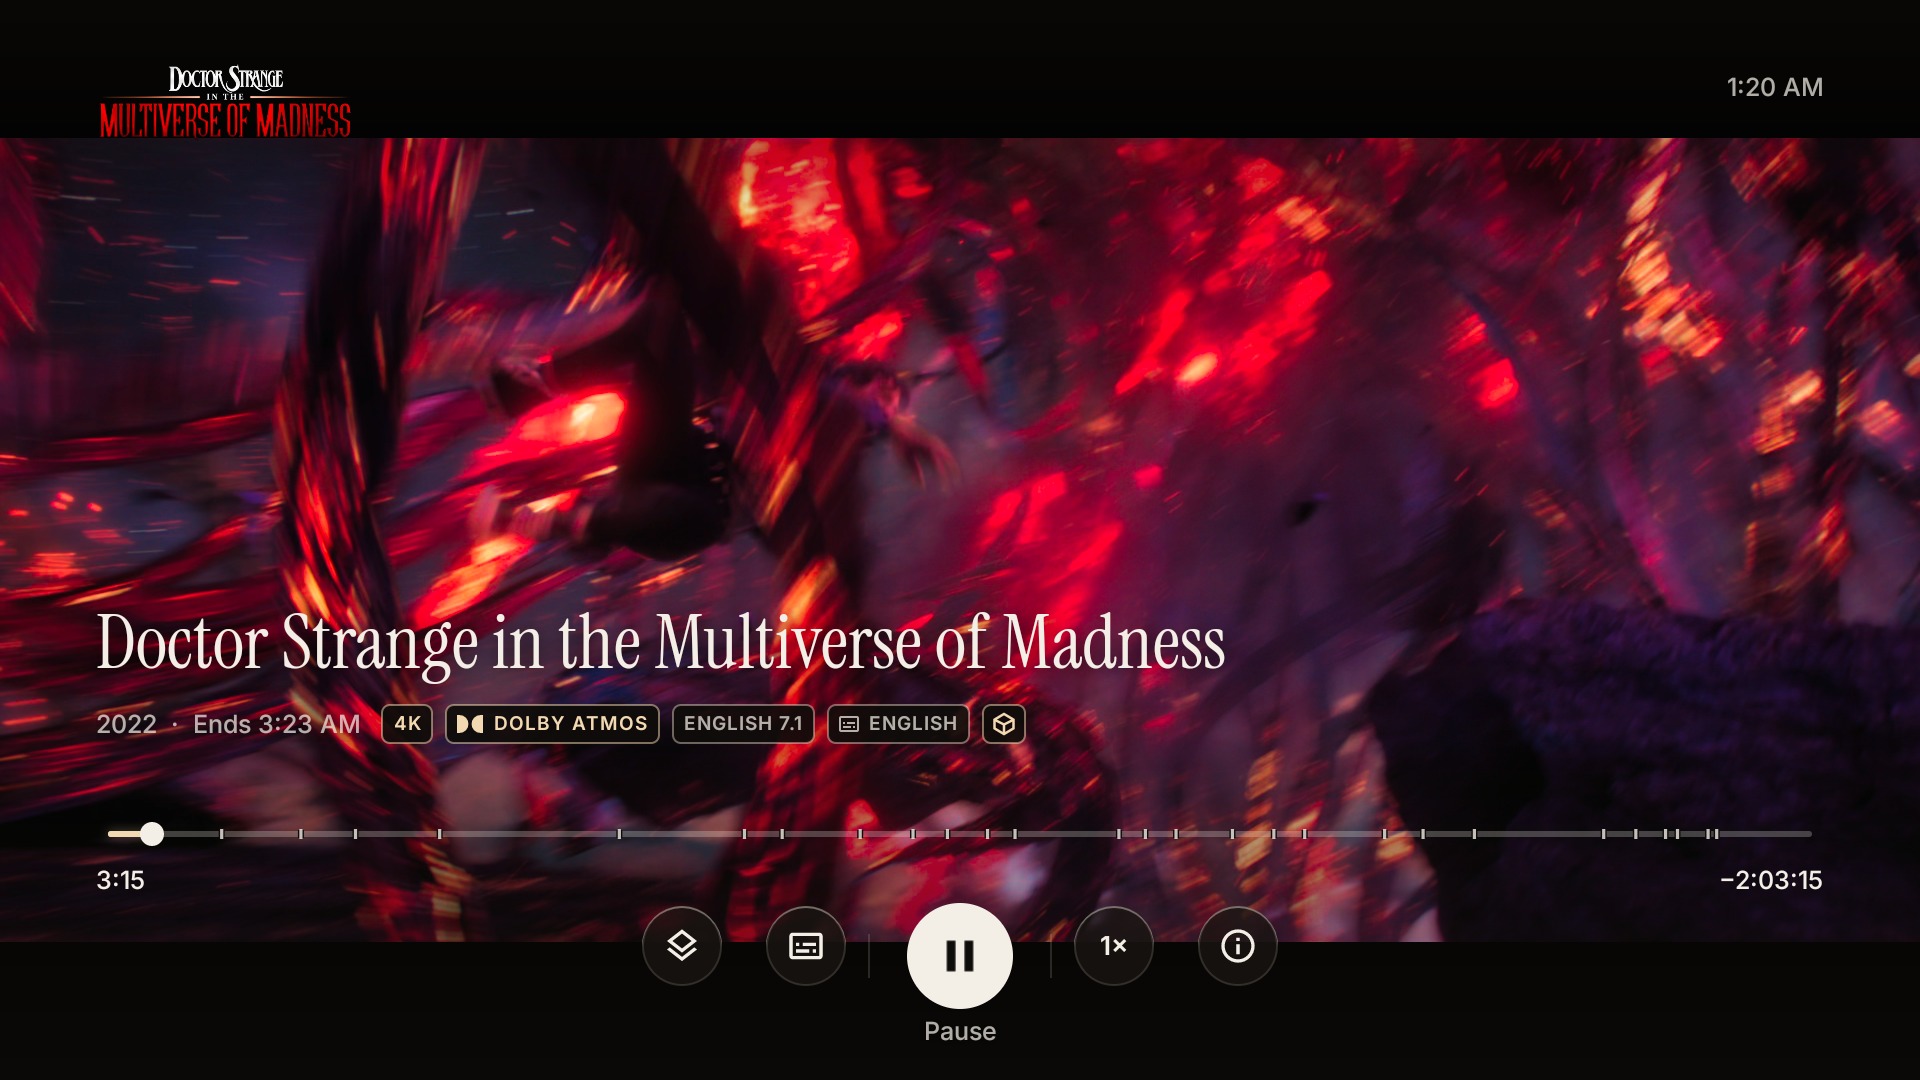 DOCTOR STRANGE
IN THE
MULTIVERSE OF MADNESS
1:20 AM
Doctor Strange in the Multiverse of Madness
2022 · Ends 3:23 AM 4K DOLBY ATMOS ENGLISH 7.1 ENGLISH
3:15 −2:03:15
1×
Pause